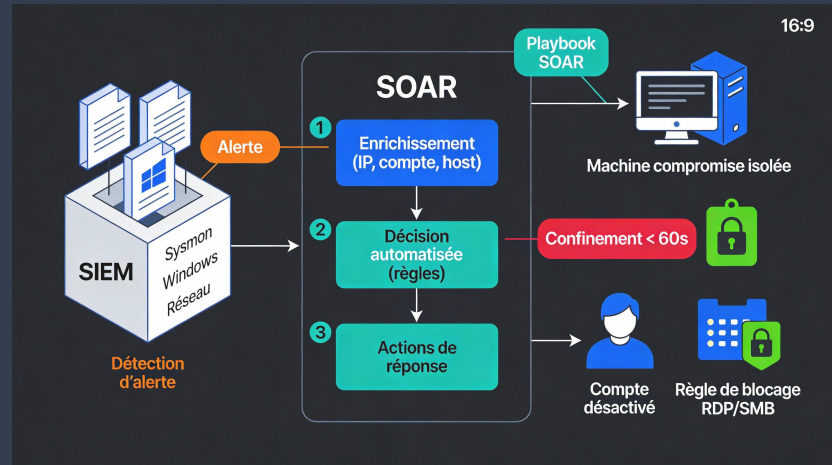 16:9
Playbook
SOAR
SOAR
Alerte
1
Enrichissement
(IP, compte, host)
Machine compromise isolée
SIEM
Sysmon
Windows
Réseau
2
Décision
automatisée
(règles)
Confinement < 60s
3
Actions de
réponse
Détection
d'alerte
Compte
désactivé
Règle de blocage
RDP/SMB